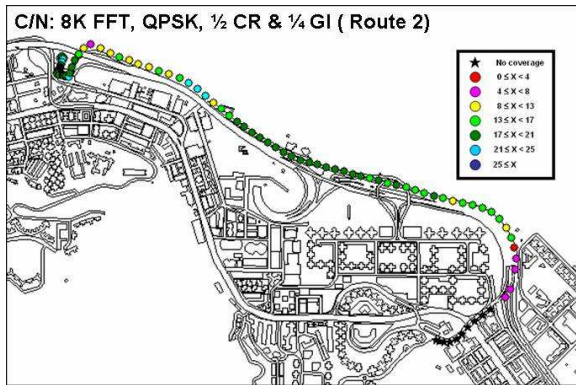 C/N: 8K FFT, QPSK, ½ CR & ¼ GI ( Route 2)
No coverage
0 ≤ X < 4
4 ≤ X < 8
8 ≤ X < 13
13 ≤ X < 17
17 ≤ X < 21
21 ≤ X < 25
25 ≤ X